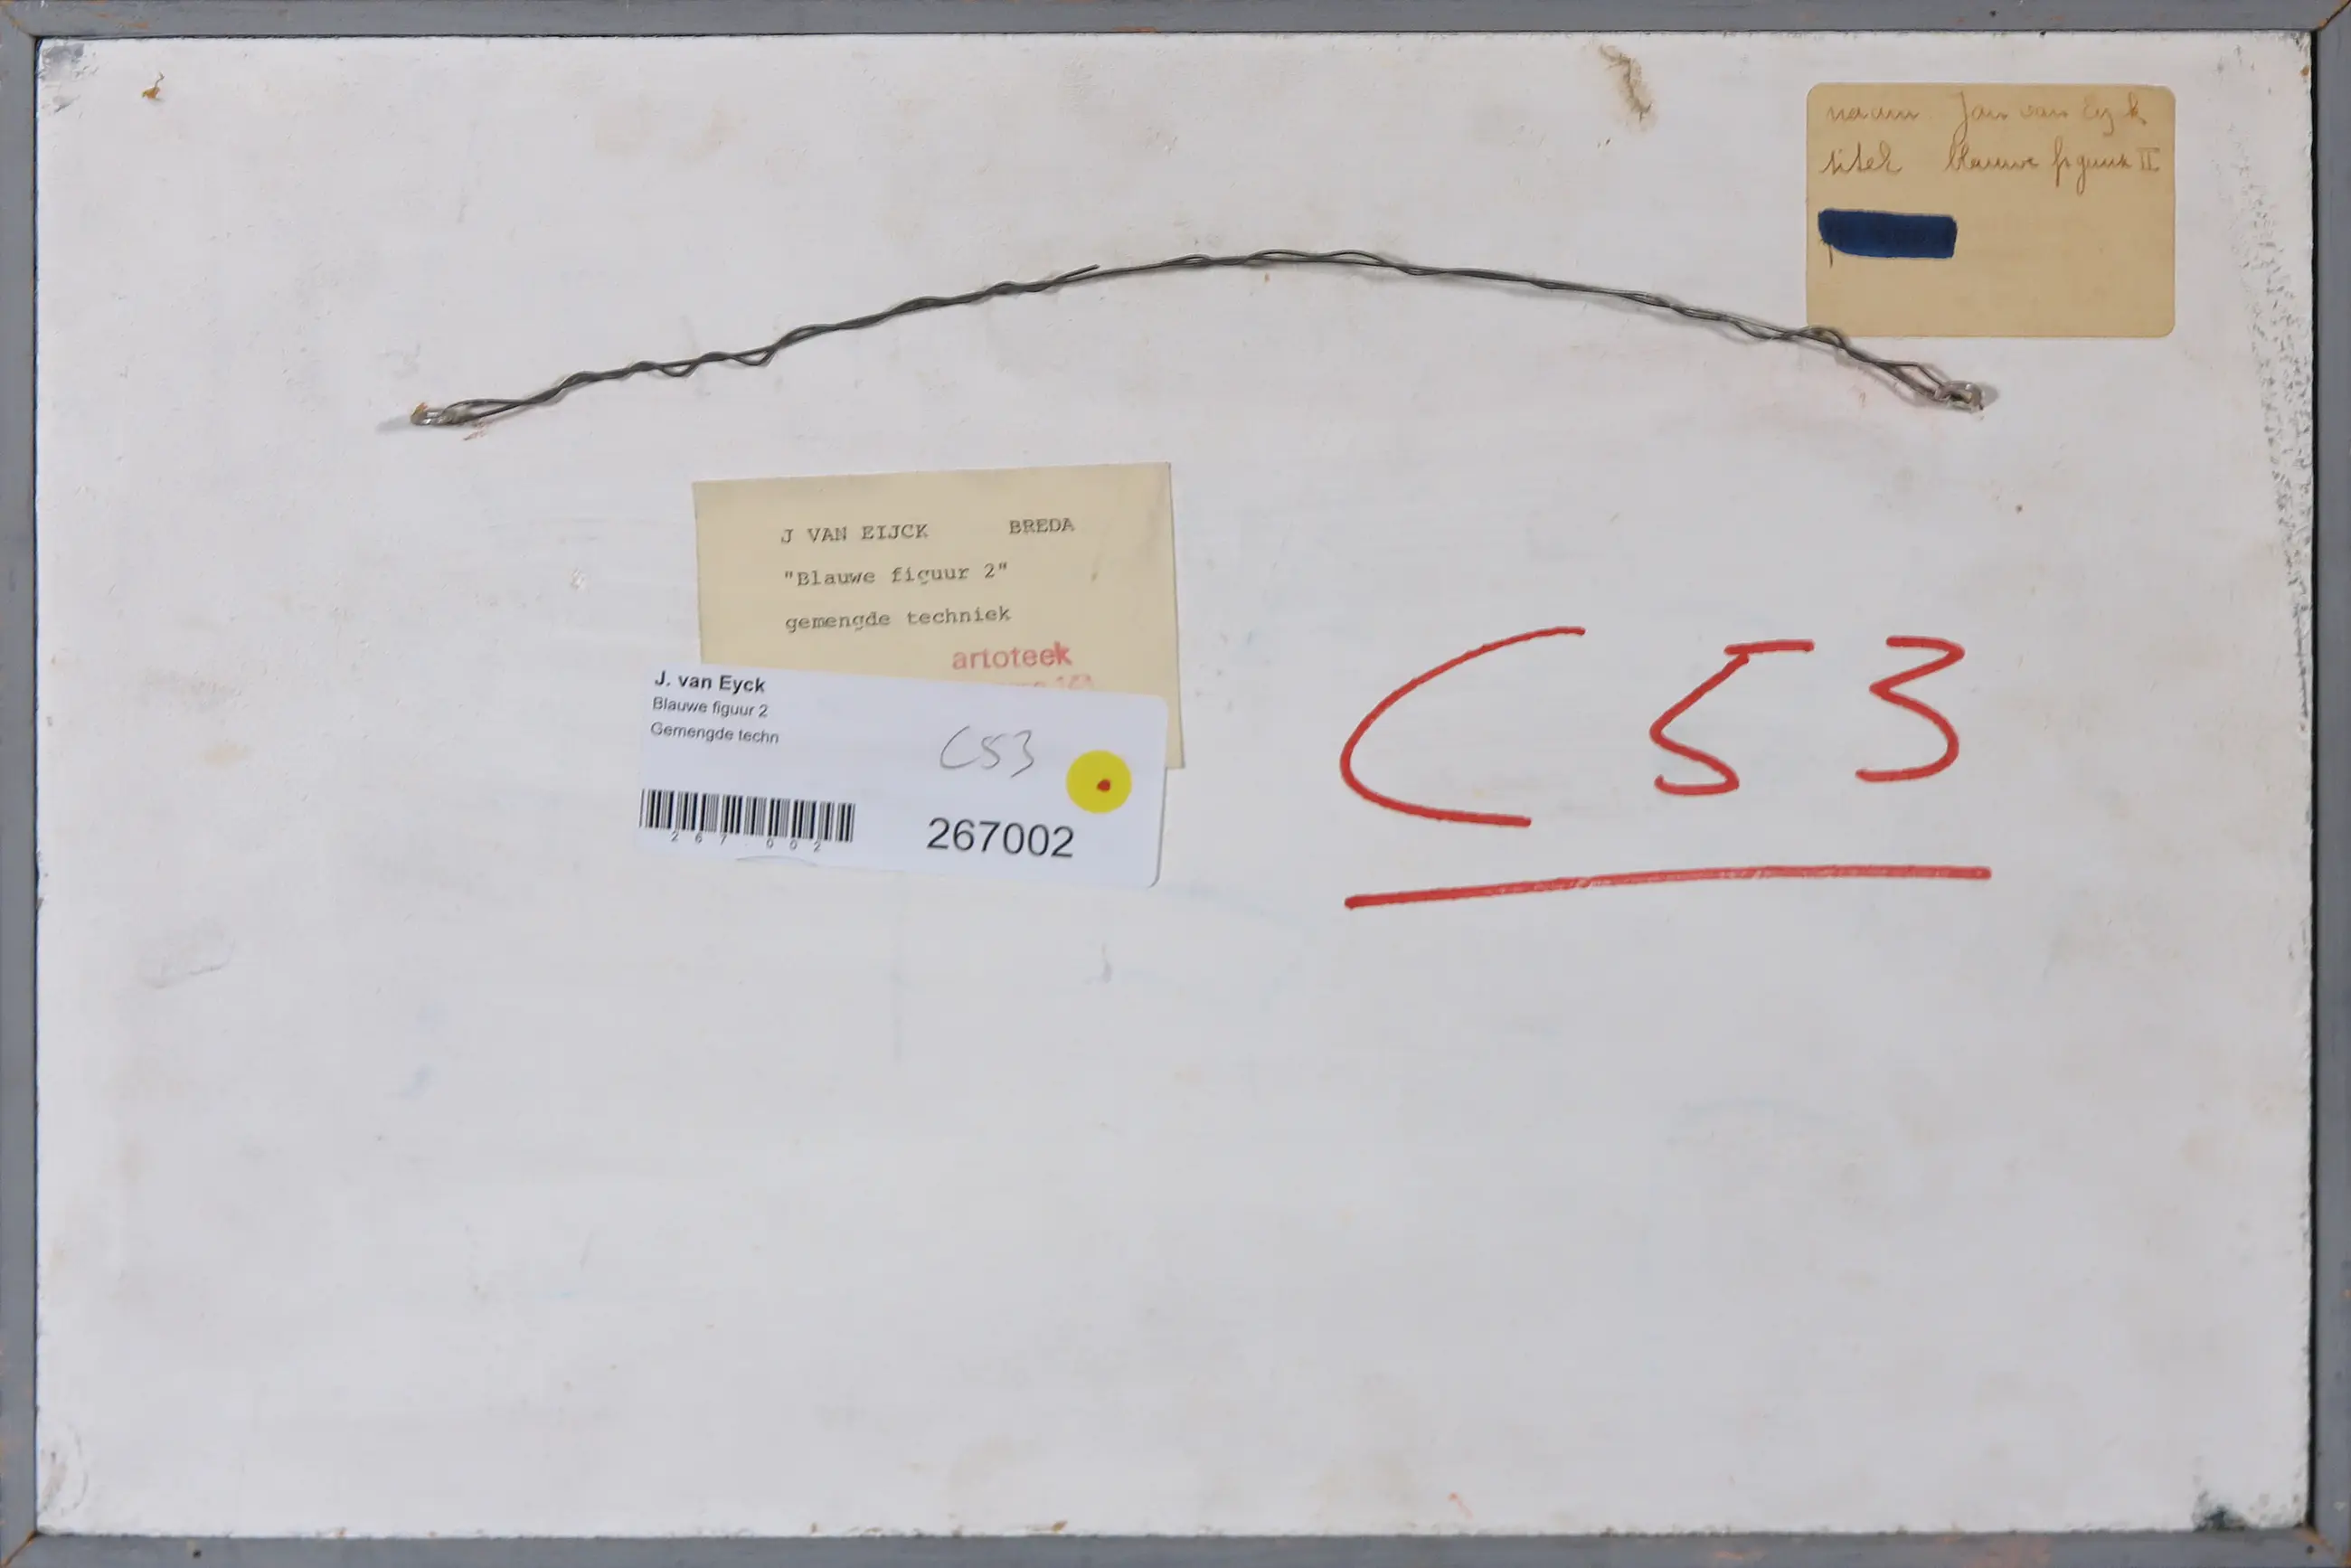 naam Jan van Eyck
titel blauwe figuur II
J VAN EIJCK BREDA
"Blauwe figuur 2"
gemengde techniek
artoteek
J. van Eyck
Blauwe figuur 2
Gemengde techn
C53
267002
267002
C53